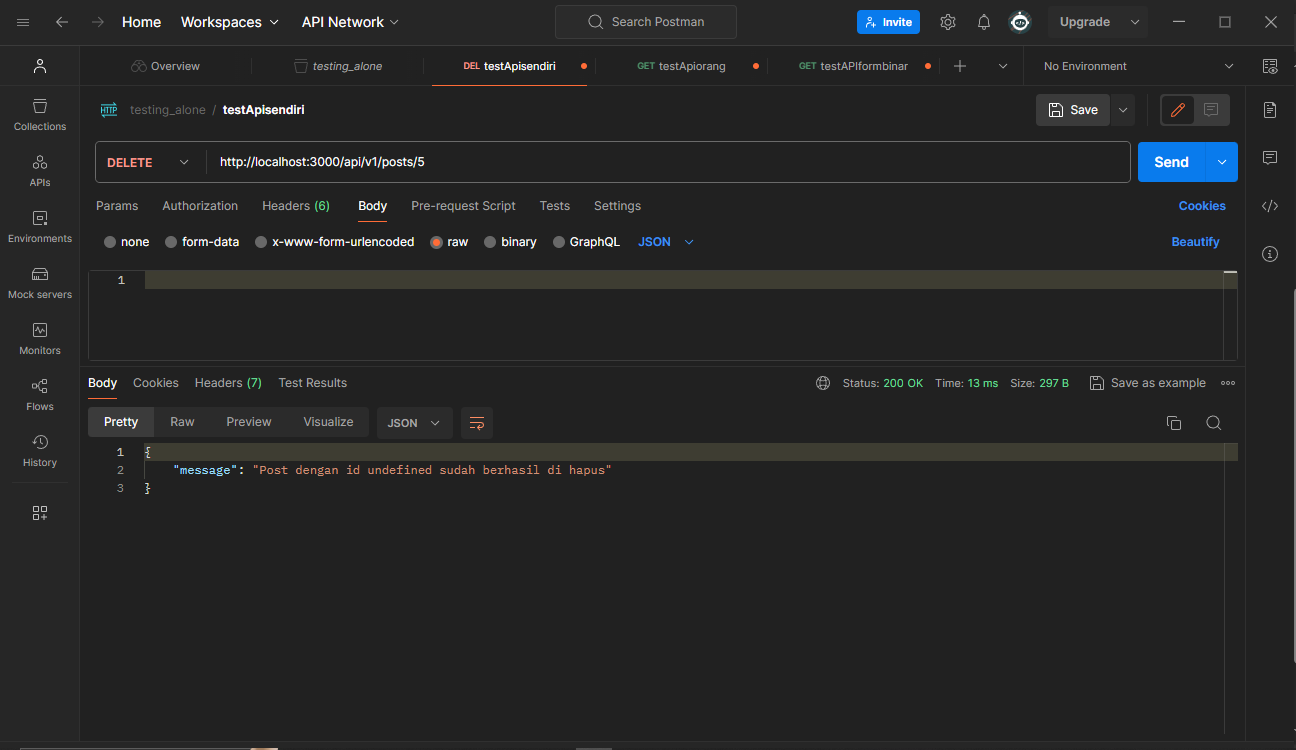 Home Workspaces API Network Search Postman Invite Upgrade
Overview testing_alone DEL testApisendiri GET testApiorang GET testAPIformbinar No Environment
HTTP testing_alone / testApisendiri Save
Collections
DELETE http://localhost:3000/api/v1/posts/5 Send
APIs
Params Authorization Headers (6) Body Pre-request Script Tests Settings Cookies
Environments
none form-data x-www-form-urlencoded raw binary GraphQL JSON Beautify
1
Mock servers
Monitors
Body Cookies Headers (7) Test Results Status: 200 OK Time: 13 ms Size: 297 B Save as example
Flows
Pretty Raw Preview Visualize JSON
1 {
History
2 "message": "Post dengan id undefined sudah berhasil di hapus"
3 }